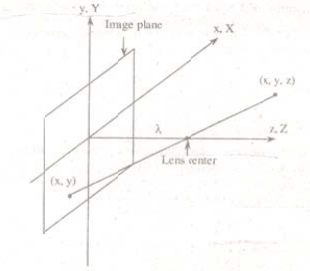 y, Y
Image plane
x, X
(x, y, z)
λ
z, Z
Lens center
(x, y)